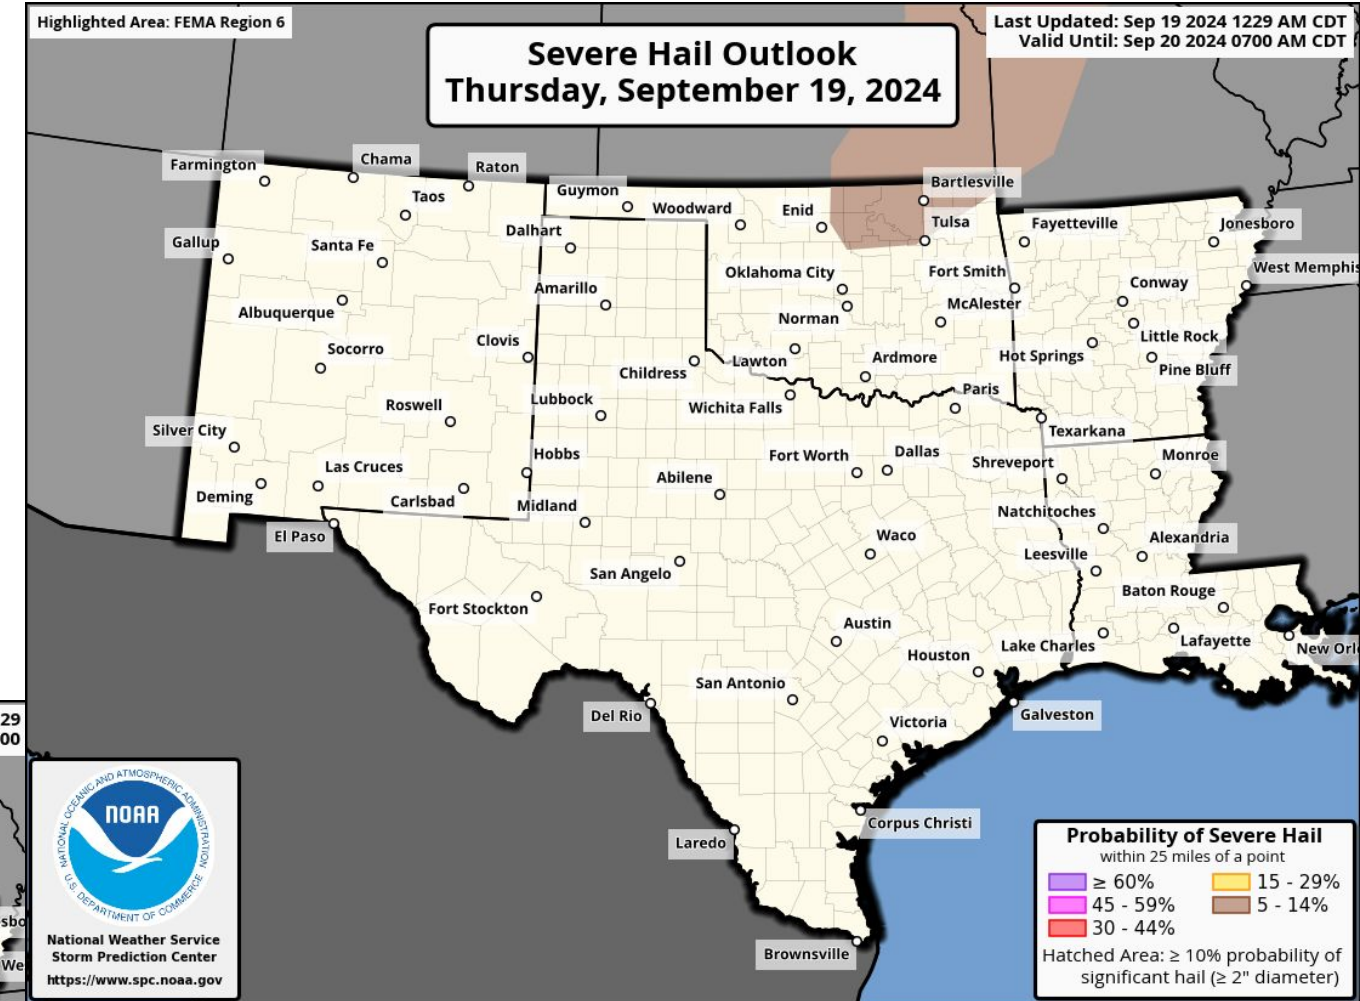 Highlighted Area: FEMA Region 6
Severe Hail Outlook
Thursday, September 19, 2024
Last Updated: Sep 19 2024 1229 AM CDT
Valid Until: Sep 20 2024 0700 AM CDT
Farmington
Chama
Raton
Taos
Guymon
Woodward
Enid
Bartlesville
Tulsa
Fayetteville
Jonesboro
Gallup
Santa Fe
Dalhart
Oklahoma City
Fort Smith
West Memphis
Albuquerque
Amarillo
Norman
McAlester
Conway
Socorro
Clovis
Childress
Lawton
Ardmore
Hot Springs
Little Rock
Pine Bluff
Roswell
Lubbock
Wichita Falls
Paris
Texarkana
Silver City
Las Cruces
Hobbs
Abilene
Fort Worth
Dallas
Shreveport
Monroe
Deming
Carlsbad
Midland
Natchitoches
El Paso
San Angelo
Waco
Leesville
Alexandria
Fort Stockton
Austin
Baton Rouge
Houston
Lake Charles
Lafayette
New Orl
San Antonio
Del Rio
Victoria
Galveston
29
00
Laredo
Corpus Christi
Brownsville
sbo
We
NATIONAL OCEANIC AND ATMOSPHERIC ADMINISTRATION
NOAA
U.S. DEPARTMENT OF COMMERCE
National Weather Service
Storm Prediction Center
https://www.spc.noaa.gov
Probability of Severe Hail
within 25 miles of a point
≥ 60%
15 - 29%
45 - 59%
5 - 14%
30 - 44%
Hatched Area: ≥ 10% probability of
significant hail (≥ 2" diameter)